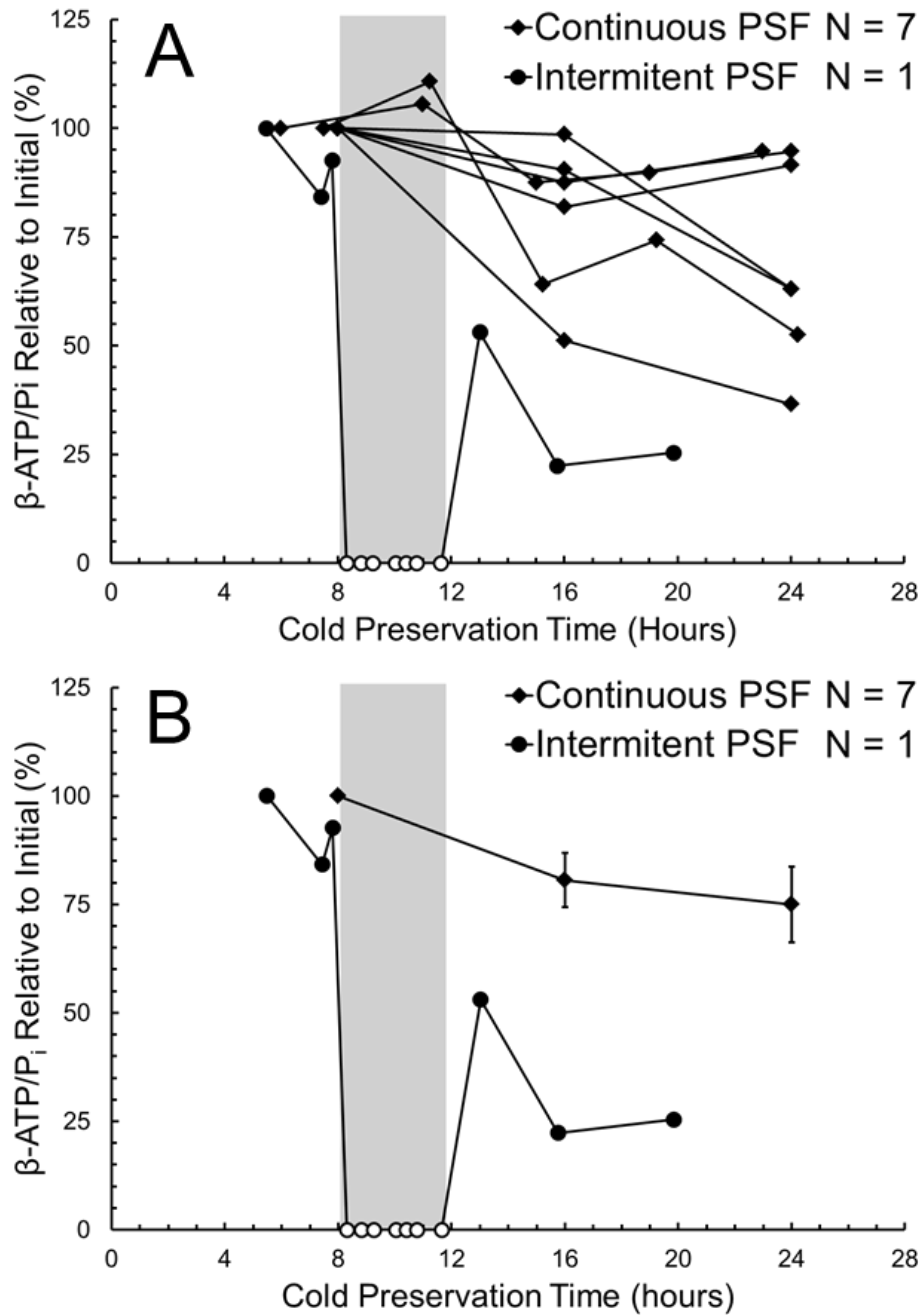 A
Continuous PSF N = 7
Intermitent PSF N = 1
β-ATP/Pi Relative to Initial (%)
125
100
75
50
25
0
0 4 8 12 16 20 24 28
Cold Preservation Time (Hours)
B
Continuous PSF N = 7
Intermitent PSF N = 1
β-ATP/Pi Relative to Initial (%)
125
100
75
50
25
0
0 4 8 12 16 20 24 28
Cold Preservation Time (hours)